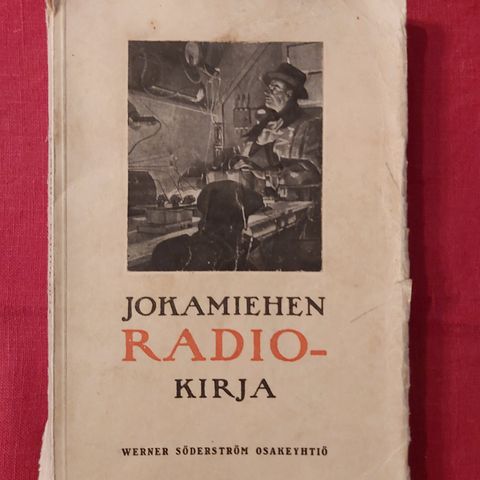 JOKAMIEHEN
RADIO-
KIRJA
WERNER SÖDERSTRÖM OSAKEYHTIÖ